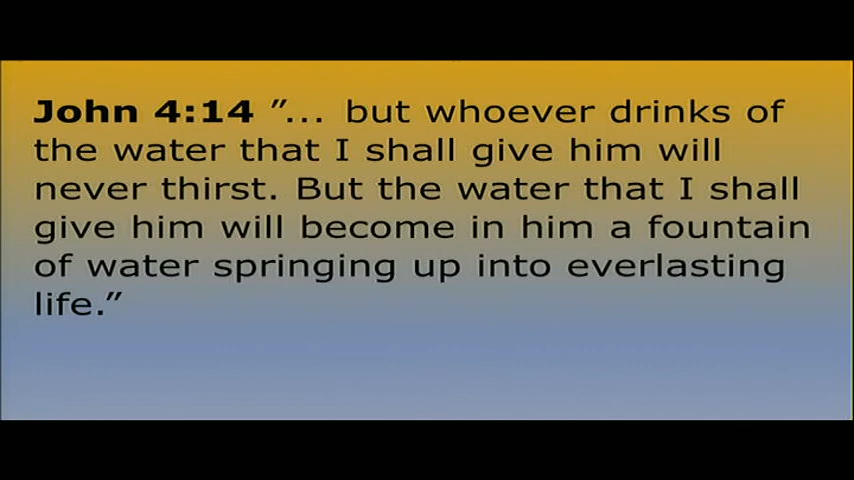 John 4:14 ”... but whoever drinks of
the water that I shall give him will
never thirst. But the water that I shall
give him will become in him a fountain
of water springing up into everlasting
life.”